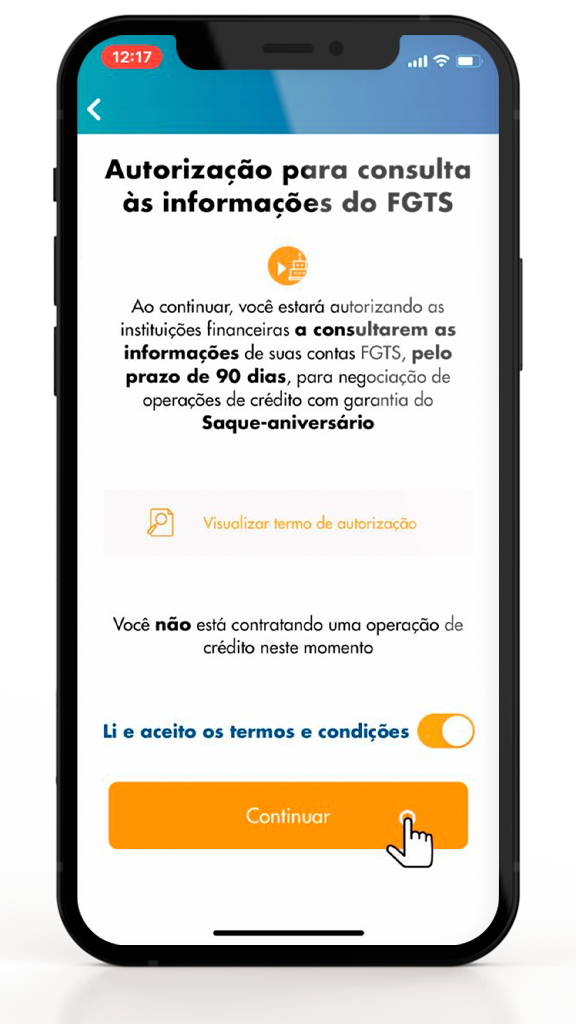 12:17
Autorização para consulta
às informações do FGTS
Ao continuar, você estará autorizando as
instituições financeiras a consultarem as
informações de suas contas FGTS, pelo
prazo de 90 dias, para negociação de
operações de crédito com garantia do
Saque-aniversário
Visualizar termo de autorização
Você não está contratando uma operação de
crédito neste momento
Li e aceito os termos e condições
Continuar